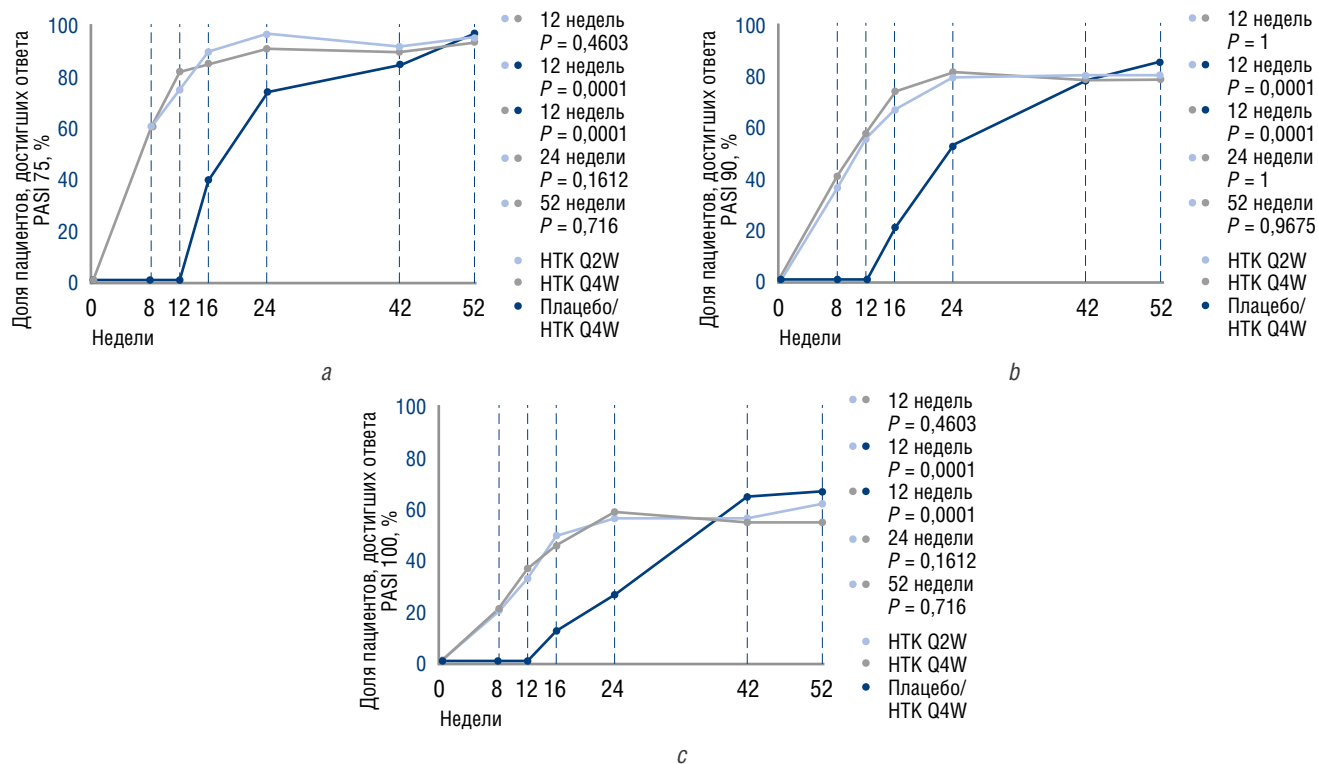 Доля пациентов, достигших ответа
PASI 75, %
100
80
60
40
20
0
0 8 12 16 24 42 52
Недели
12 недель
P = 0,4603
12 недель
P = 0,0001
12 недель
P = 0,0001
24 недели
P = 0,1612
52 недели
P = 0,716
НТК Q2W
НТК Q4W
Плацебо/
НТК Q4W
a
Доля пациентов, достигших ответа
PASI 90, %
100
80
60
40
20
0
0 8 12 16 24 42 52
Недели
12 недель
P = 1
12 недель
P = 0,0001
12 недель
P = 0,0001
24 недели
P = 1
52 недели
P = 0,9675
НТК Q2W
НТК Q4W
Плацебо/
НТК Q4W
b
Доля пациентов, достигших ответа
PASI 100, %
100
80
60
40
20
0
0 8 12 16 24 42 52
Недели
12 недель
P = 0,4603
12 недель
P = 0,0001
12 недель
P = 0,0001
24 недели
P = 0,1612
52 недели
P = 0,716
НТК Q2W
НТК Q4W
Плацебо/
НТК Q4W
c